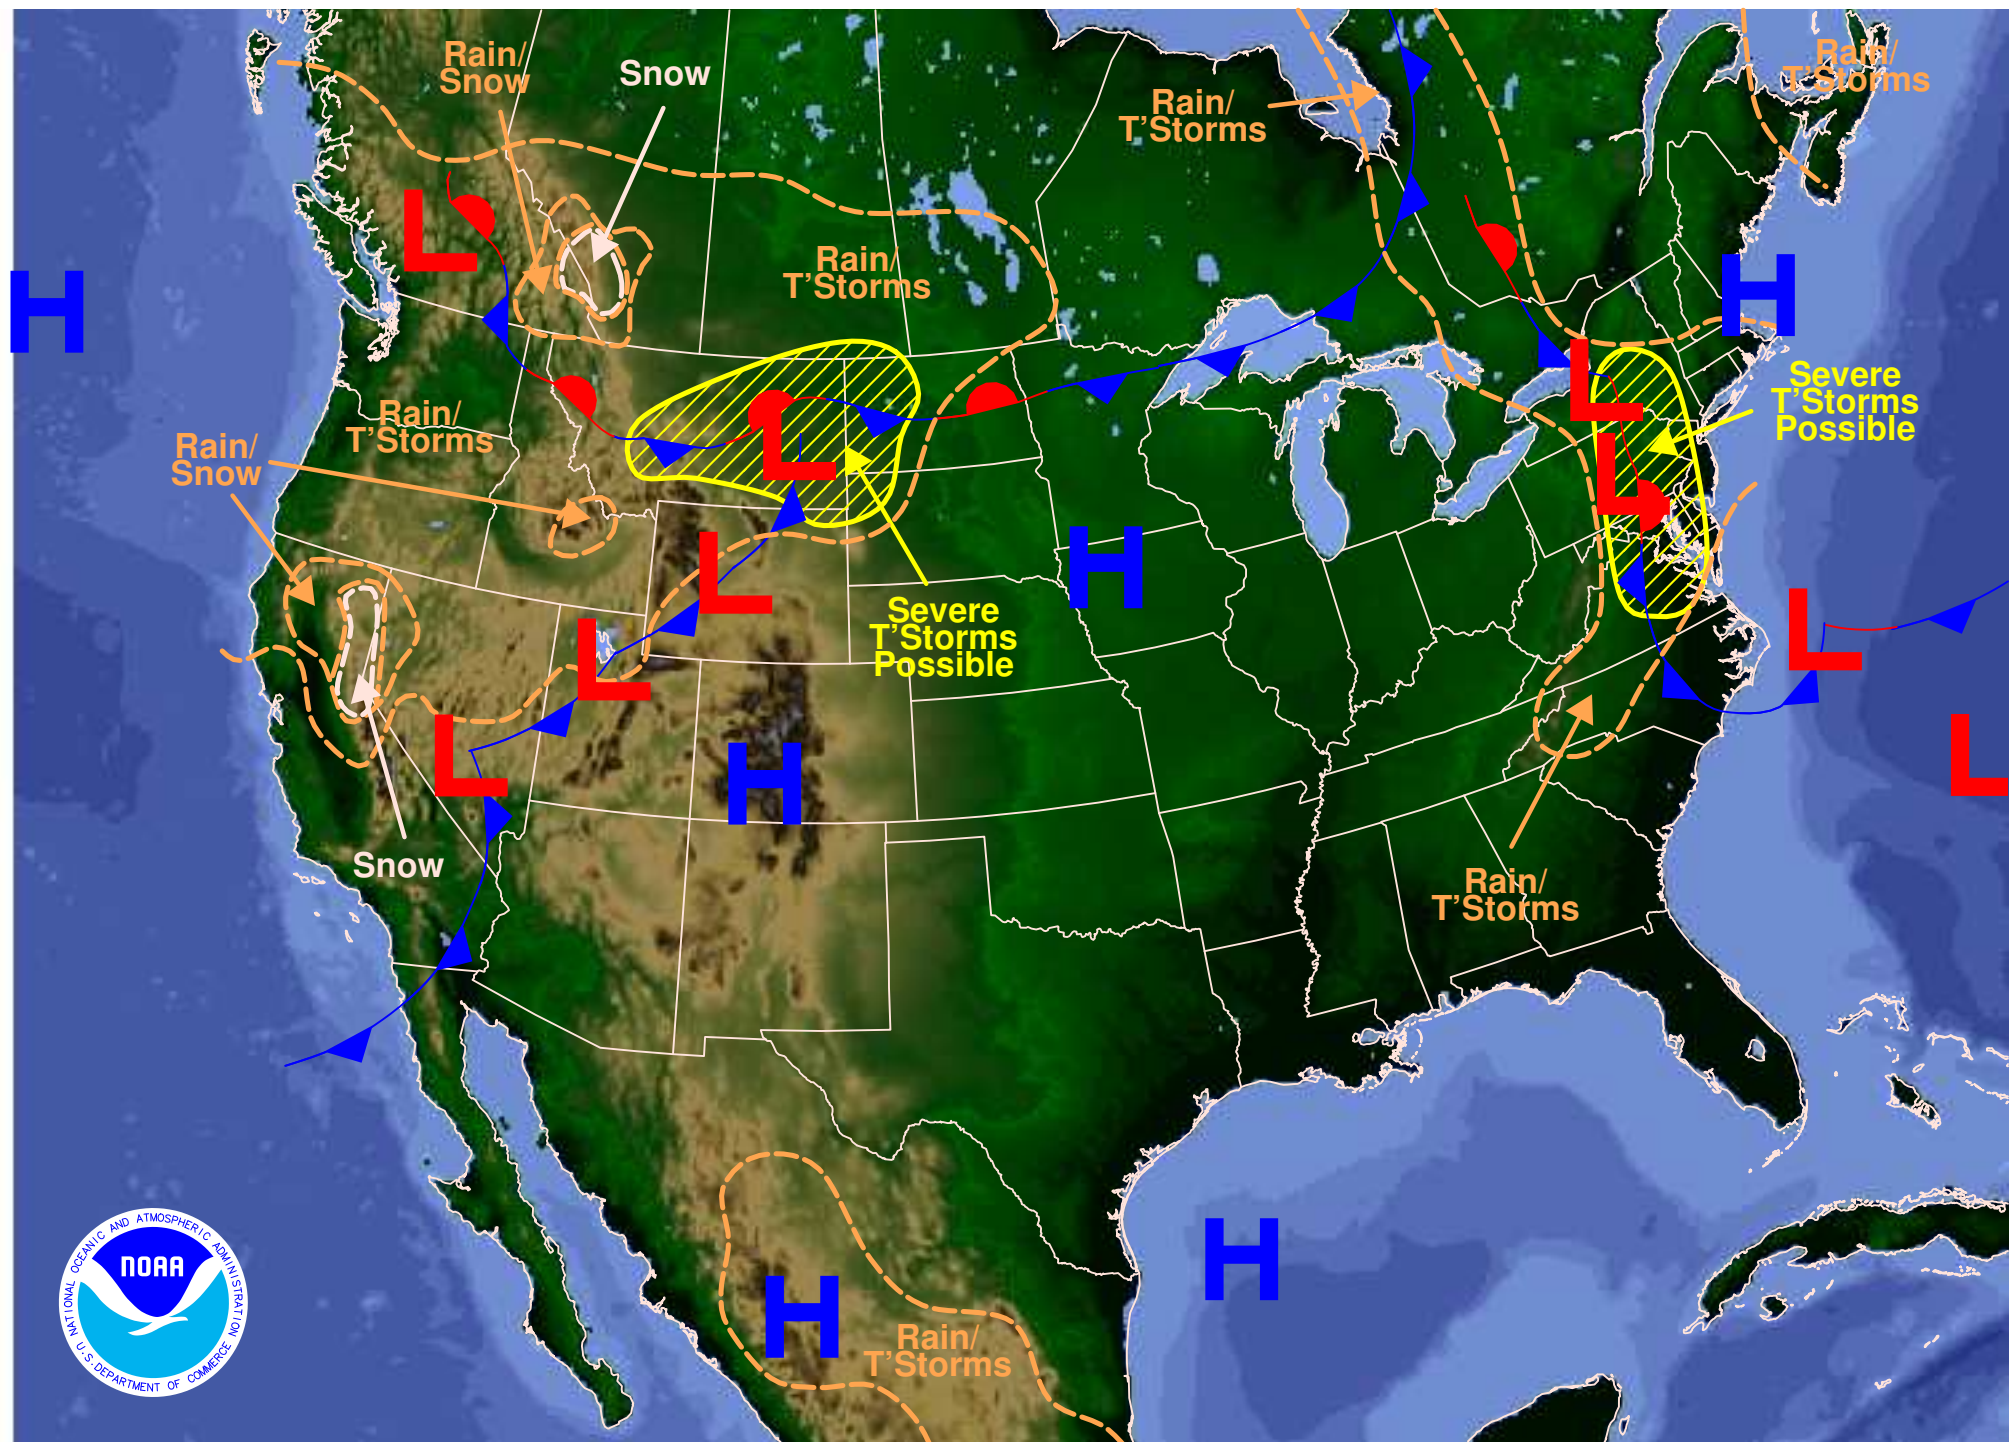 Rain/
Snow
Snow
Rain/
T'Storms
Rain/
T'Storms
L
H
Rain/
T'Storms
H
L
Severe
T'Storms
Possible
Rain/
T'Storms
Rain/
Snow
L
L
L
H
Severe
T'Storms
Possible
L
L
L
L
H
Snow
Rain/
T'Storms
L
H
H
Rain/
T'Storms
NATIONAL OCEANIC AND ATMOSPHERIC ADMINISTRATION
NOAA
U.S. DEPARTMENT OF COMMERCE